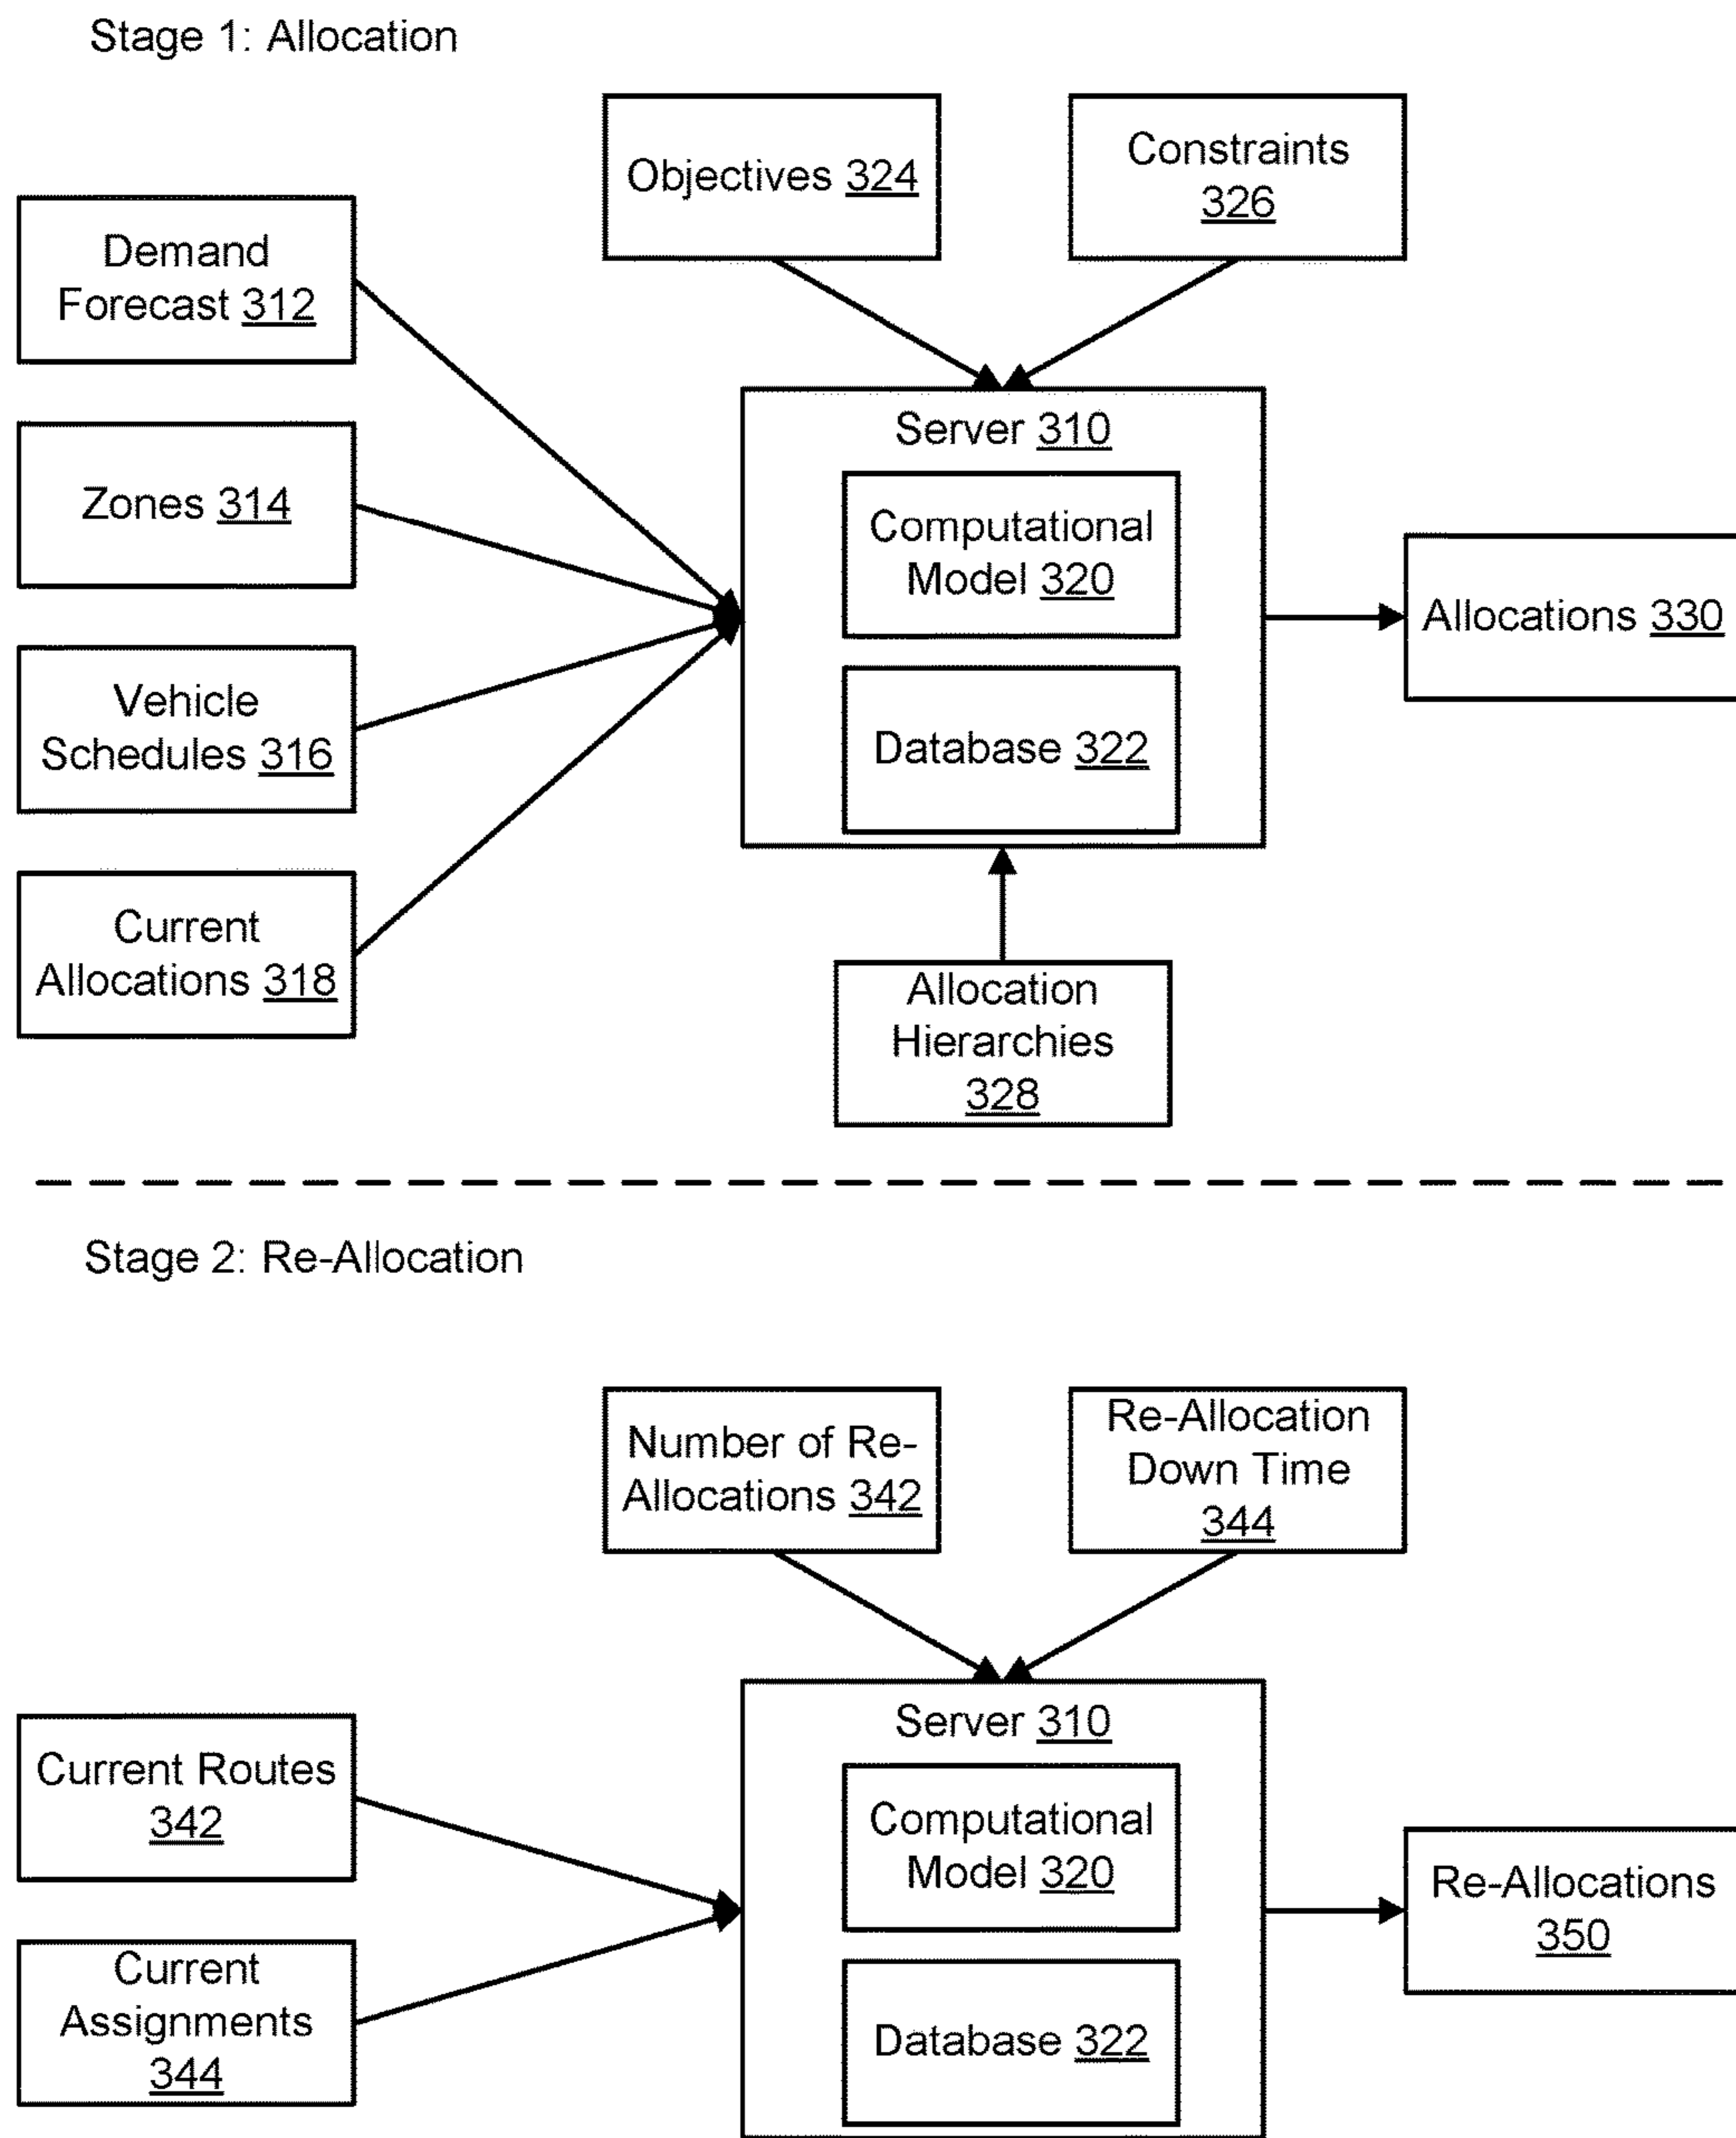 Stage 1: Allocation
Objectives 324
Constraints
326
Demand
Forecast 312
Zones 314
Vehicle
Schedules 316
Current
Allocations 318
Server 310
Computational
Model 320
Database 322
Allocations 330
Allocation
Hierarchies
328
Stage 2: Re-Allocation
Number of Re-
Allocations 342
Re-Allocation
Down Time
344
Current Routes
342
Current
Assignments
344
Server 310
Computational
Model 320
Database 322
Re-Allocations
350